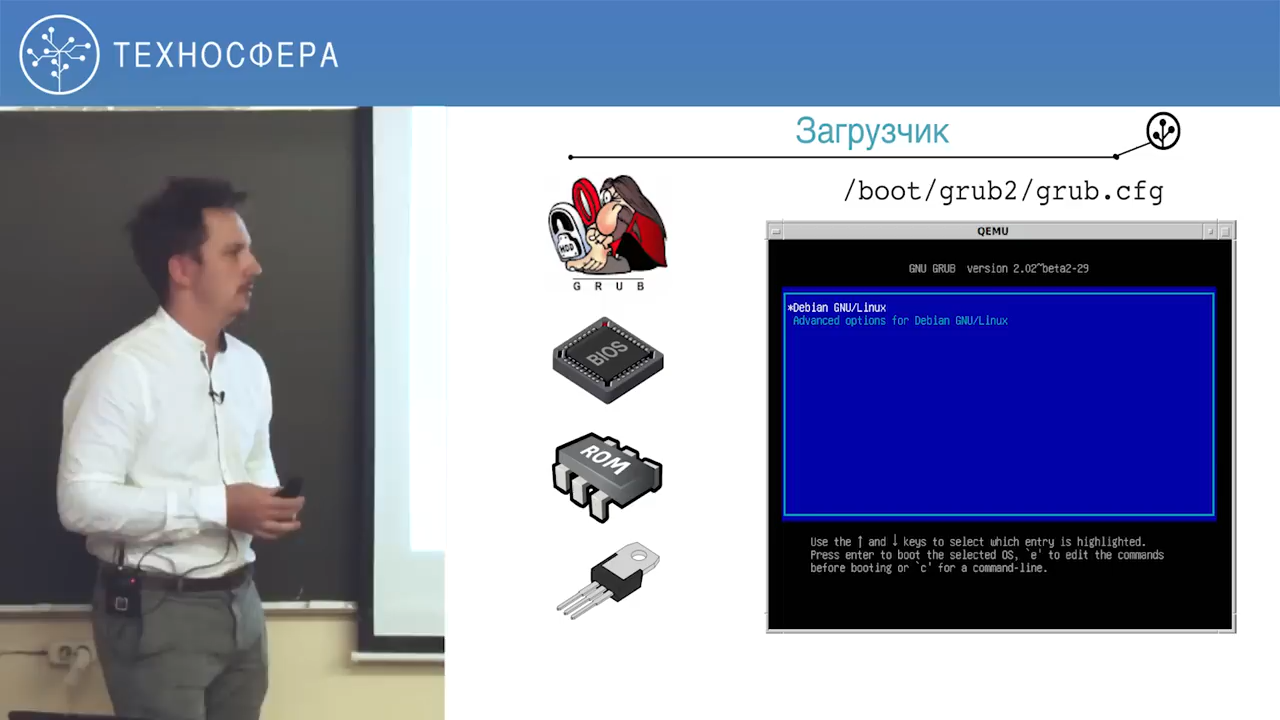 ТЕХНОСФЕРА
Загрузчик
/boot/grub2/grub.cfg
HDD
GRUB
BIOS
ROM
QEMU
GNU GRUB  version 2.02~beta2-29
*Debian GNU/Linux
Advanced options for Debian GNU/Linux
Use the ↑ and ↓ keys to select which entry is highlighted.
Press enter to boot the selected OS, `e' to edit the commands
before booting or `c' for a command-line.